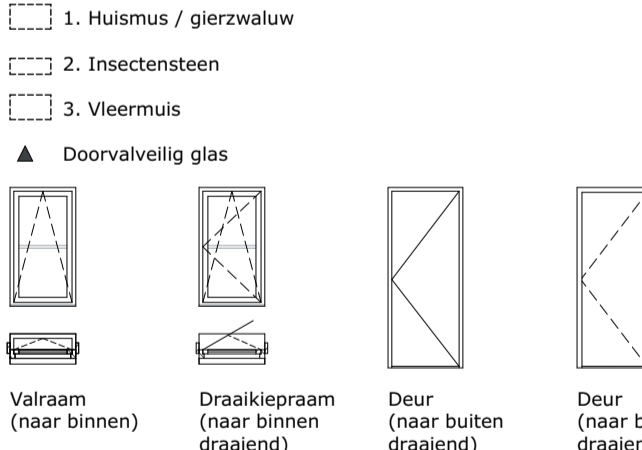 1. Huismus / gierzwaluw
2. Insectensteen
3. Vleermuis
Doorvalveilig glas
Valraam
(naar binnen)
Draaikiepraam
(naar binnen
draaiend)
Deur
(naar buiten
draaiend)
Deur
(naar